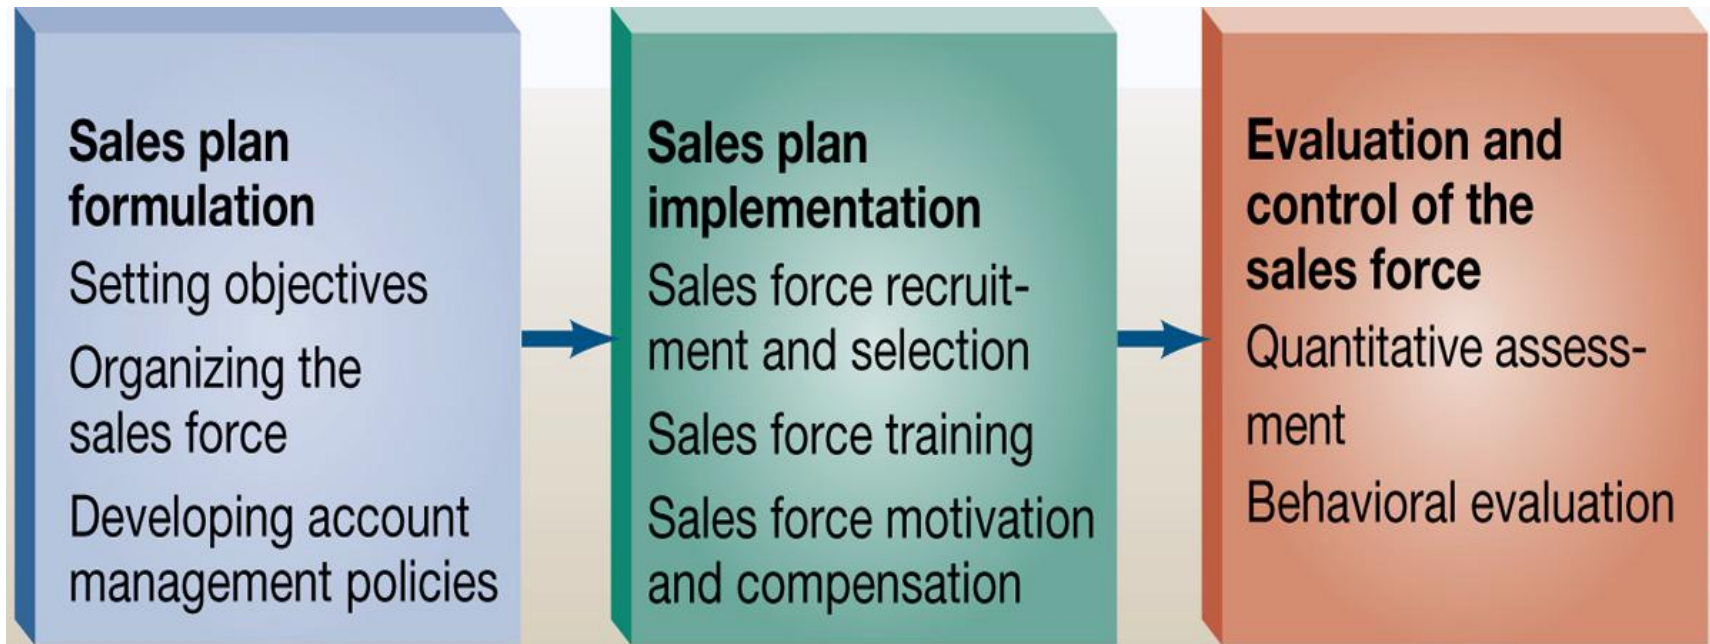 Sales plan
formulation
Setting objectives
Organizing the
sales force
Developing account
management policies
Sales plan
implementation
Sales force recruit-
ment and selection
Sales force training
Sales force motivation
and compensation
Evaluation and
control of the
sales force
Quantitative assess-
ment
Behavioral evaluation